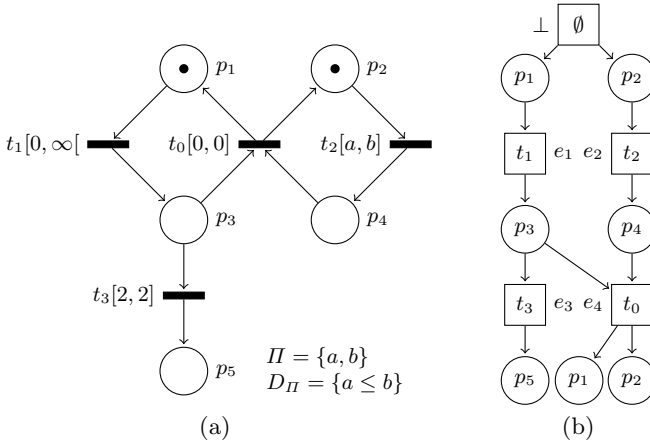 ⊥ ∅
p₁ p₂ p₁ p₂
t₁[0, ∞[ t₀[0, 0] t₂[a, b] t₁ e₁ e₂ t₂
p₃ p₄ p₃ p₄
t₃[2, 2] t₃ e₃ e₄ t₀
Π = {a, b}
p₅ p₅ p₁ p₂
D_Π = {a ≤ b}
(a) (b)